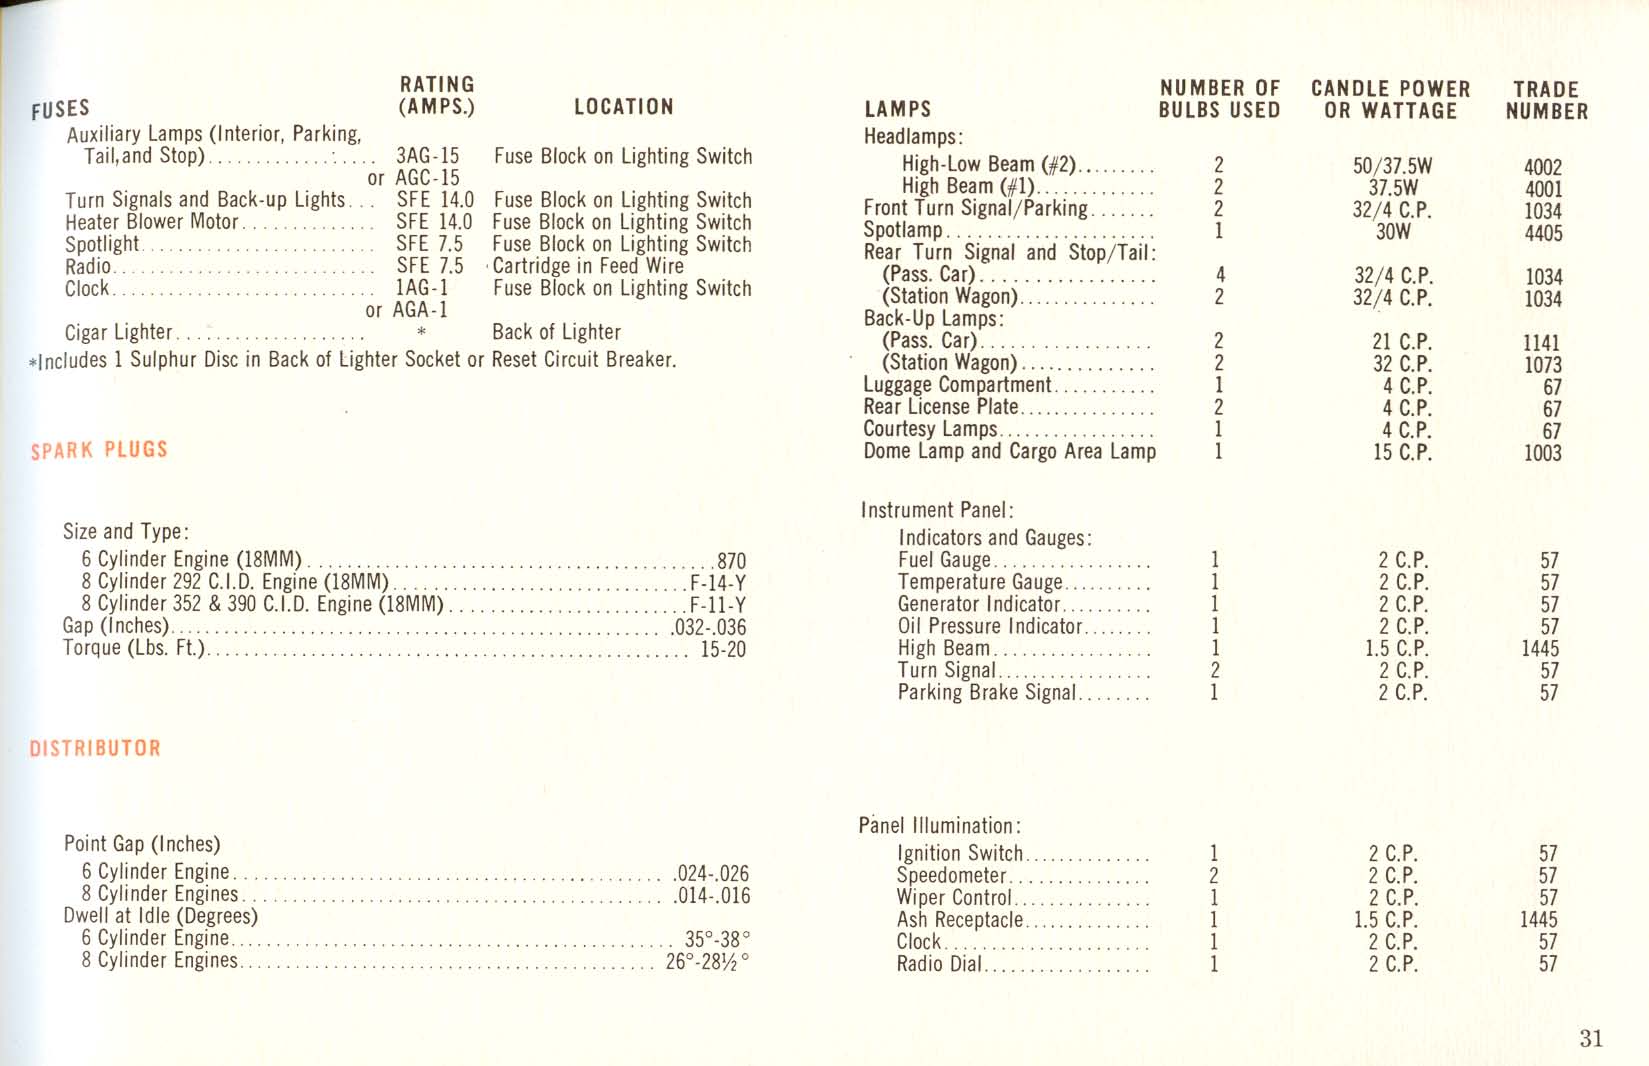 FUSES RATING (AMPS.) LOCATION
Auxiliary Lamps (Interior, Parking,
Tail,and Stop) 3AG-15 Fuse Block on Lighting Switch
or AGC-15
Turn Signals and Back-up Lights SFE 14.0 Fuse Block on Lighting Switch
Heater Blower Motor SFE 14.0 Fuse Block on Lighting Switch
Spotlight SFE 7.5 Fuse Block on Lighting Switch
Radio SFE 7.5 Cartridge in Feed Wire
Clock 1AG-1 Fuse Block on Lighting Switch
or AGA-1
Cigar Lighter * Back of Lighter
*Includes 1 Sulphur Disc in Back of Lighter Socket or Reset Circuit Breaker.
SPARK PLUGS
Size and Type:
6 Cylinder Engine (18MM) 870
8 Cylinder 292 C.I.D. Engine (18MM) F-14-Y
8 Cylinder 352 & 390 C.I.D. Engine (18MM) F-11-Y
Gap (Inches) .032-.036
Torque (Lbs. Ft.) 15-20
DISTRIBUTOR
Point Gap (Inches)
6 Cylinder Engine .024-.026
8 Cylinder Engines .014-.016
Dwell at Idle (Degrees)
6 Cylinder Engine 35°-38°
8 Cylinder Engines 26°-28½°
LAMPS NUMBER OF BULBS USED CANDLE POWER OR WATTAGE TRADE NUMBER
Headlamps:
High-Low Beam (#2) 2 50/37.5W 4002
High Beam (#1) 2 37.5W 4001
Front Turn Signal/Parking 2 32/4 C.P. 1034
Spotlamp 1 30W 4405
Rear Turn Signal and Stop/Tail:
(Pass. Car) 4 32/4 C.P. 1034
(Station Wagon) 2 32/4 C.P. 1034
Back-Up Lamps:
(Pass. Car) 2 21 C.P. 1141
(Station Wagon) 2 32 C.P. 1073
Luggage Compartment 1 4 C.P. 67
Rear License Plate 2 4 C.P. 67
Courtesy Lamps 1 4 C.P. 67
Dome Lamp and Cargo Area Lamp 1 15 C.P. 1003
Instrument Panel:
Indicators and Gauges:
Fuel Gauge 1 2 C.P. 57
Temperature Gauge 1 2 C.P. 57
Generator Indicator 1 2 C.P. 57
Oil Pressure Indicator 1 2 C.P. 57
High Beam 1 1.5 C.P. 1445
Turn Signal 2 2 C.P. 57
Parking Brake Signal 1 2 C.P. 57
Panel Illumination:
Ignition Switch 1 2 C.P. 57
Speedometer 2 2 C.P. 57
Wiper Control 1 2 C.P. 57
Ash Receptacle 1 1.5 C.P. 1445
Clock 1 2 C.P. 57
Radio Dial 1 2 C.P. 57
31